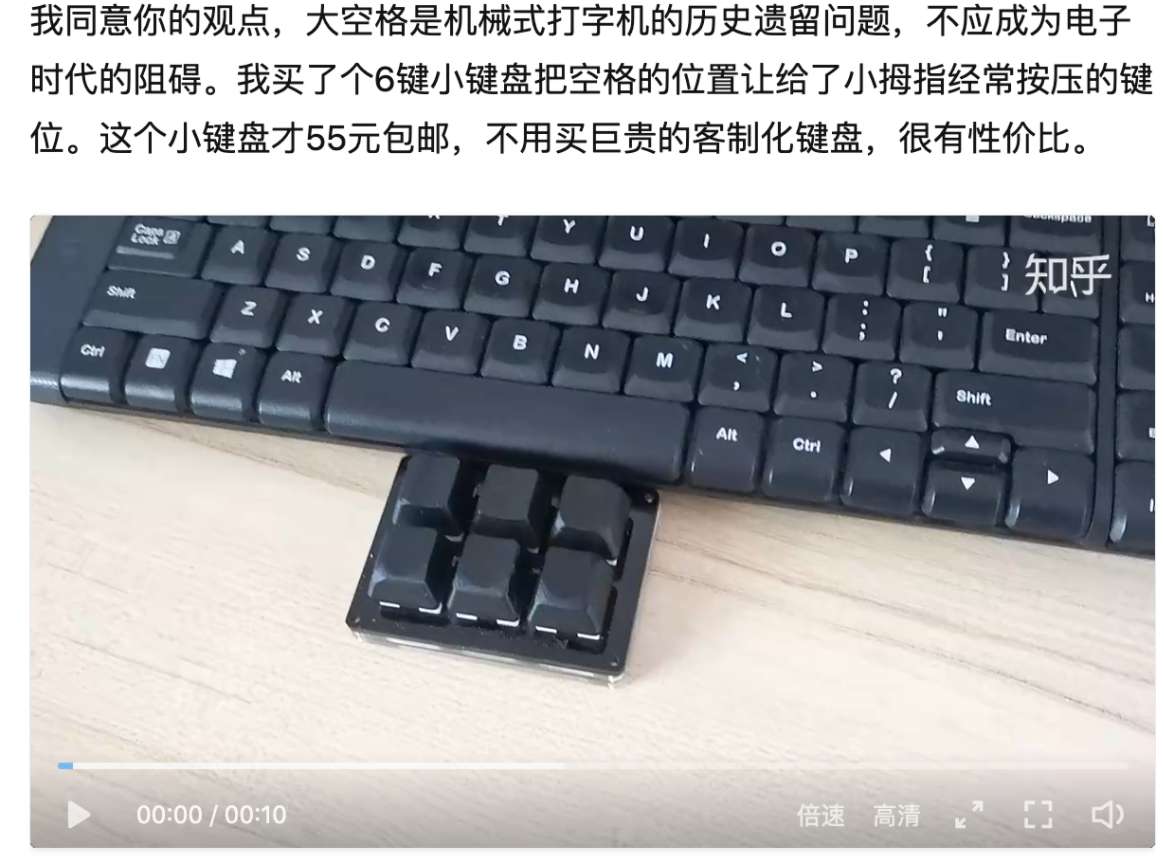 我同意你的观点，大空格是机械式打字机的历史遗留问题，不应成为电子
时代的阻碍。我买了个6键小键盘把空格的位置让给了小拇指经常按压的键
位。这个小键盘才55元包邮，不用买巨贵的客制化键盘，很有性价比。
Backspace
Y U I O P { [ } ]
知乎
Caps Lock A S D F G H J K L : ; " ' Enter
Shift Z X C V B N M < , > . ? / Shift
Ctrl Alt Alt Ctrl
00:00 / 00:10 倍速 高清